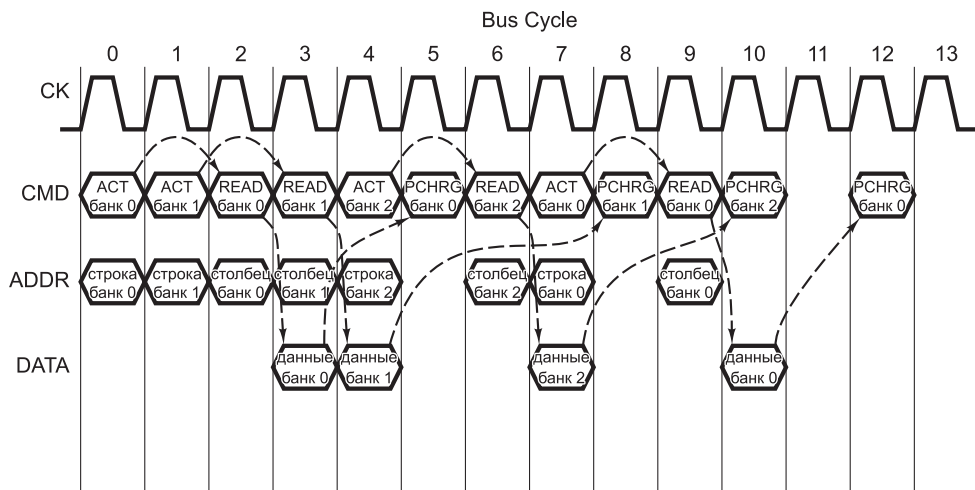 Bus Cycle
0 1 2 3 4 5 6 7 8 9 10 11 12 13
CK
CMD
ACT банк 0
ACT банк 1
READ банк 0
READ банк 1
ACT банк 2
PCHRG банк 0
READ банк 2
ACT банк 0
PCHRG банк 1
READ банк 0
PCHRG банк 2
PCHRG банк 0
ADDR
строка банк 0
строка банк 1
столбец банк 0
столбец банк 1
строка банк 2
столбец банк 2
строка банк 0
столбец банк 0
DATA
данные банк 0
данные банк 1
данные банк 2
данные банк 0